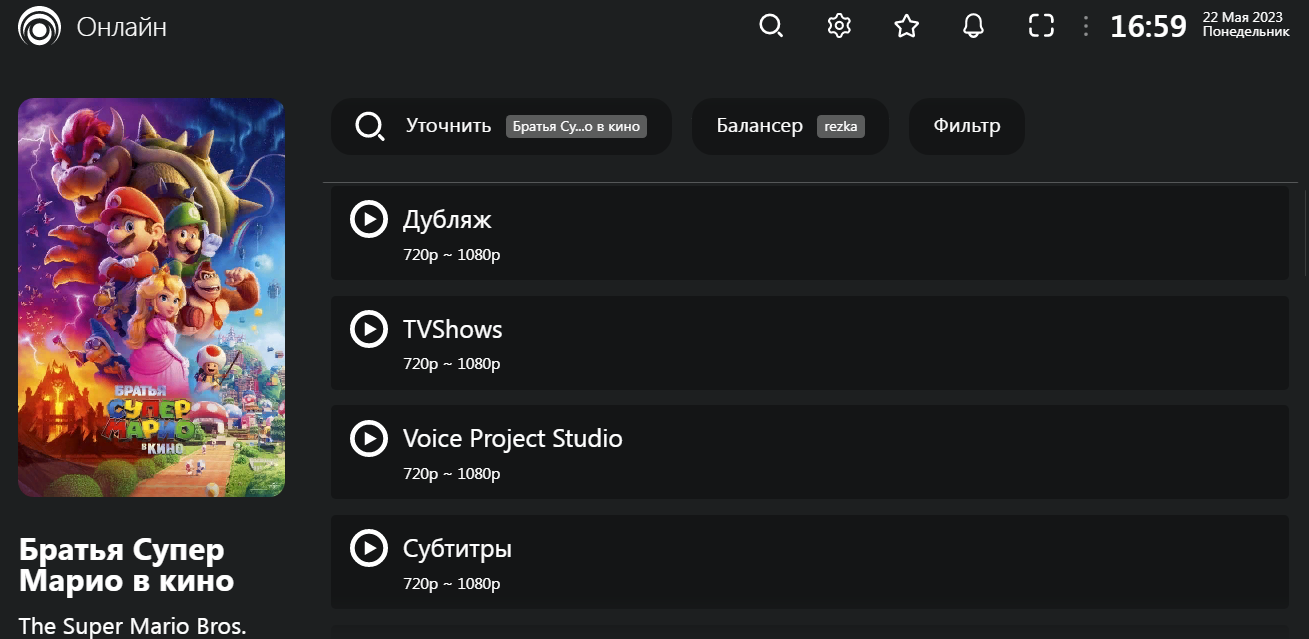 Онлайн
16:59
22 Мая 2023
Понедельник
Уточнить
Братья Су...о в кино
Балансер
rezka
Фильтр
БРАТЬЯ
СУПЕР
МАРИО
в КИНО
Дубляж
720p ~ 1080p
TVShows
720p ~ 1080p
Voice Project Studio
720p ~ 1080p
Субтитры
720p ~ 1080p
Братья Супер
Марио в кино
The Super Mario Bros.